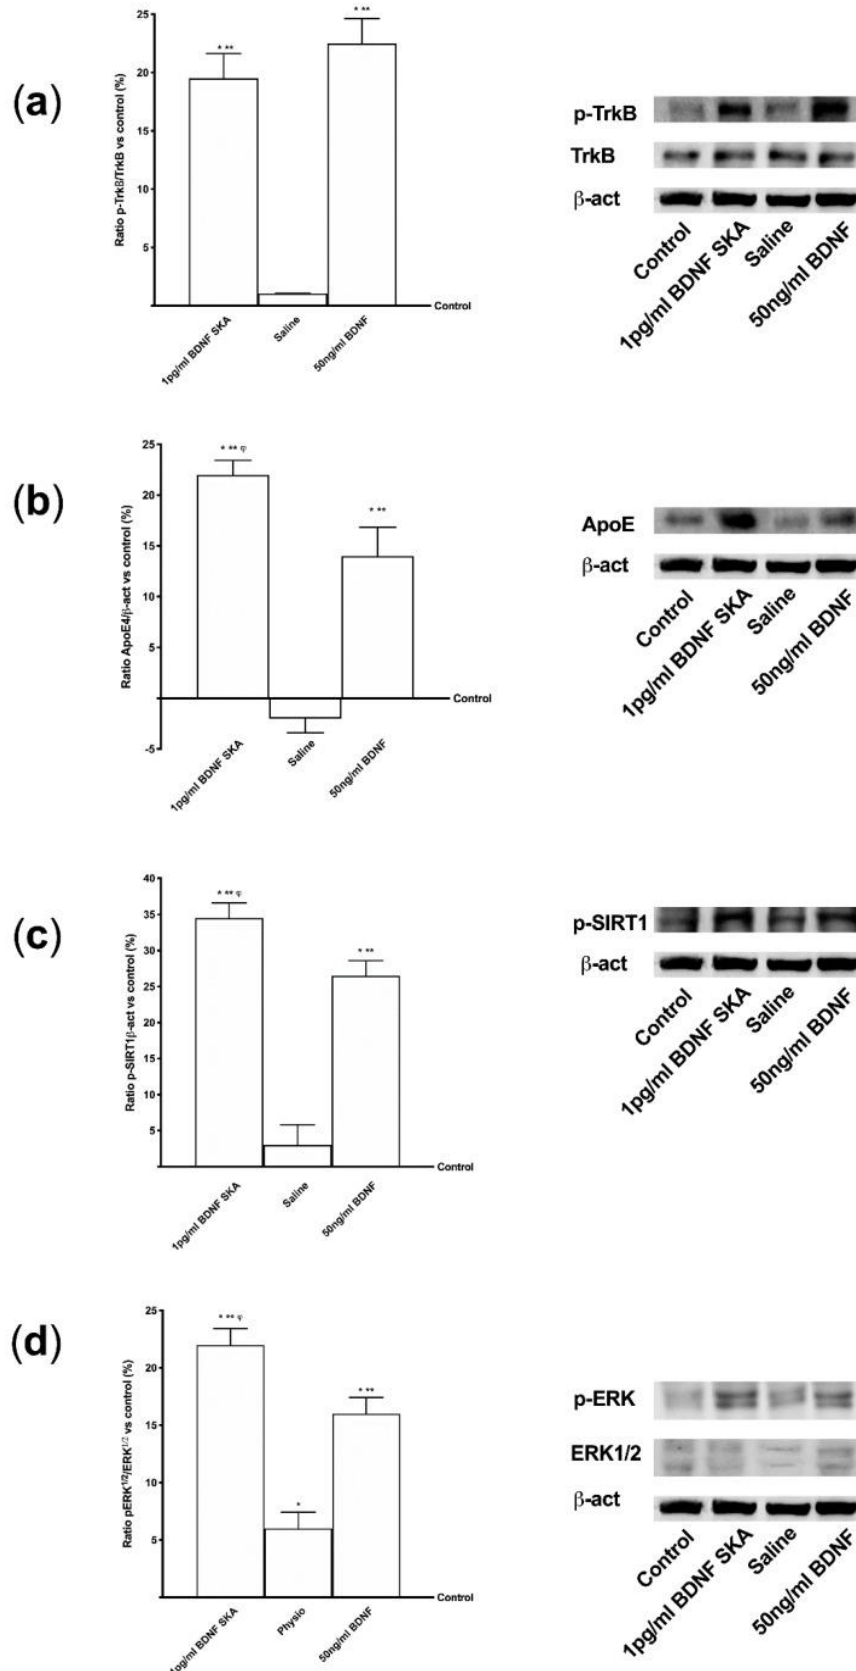 (a)
Ratio p-TrkB/TrkB vs control (%)
25
20
15
10
5
* **
* **
Control
1pg/ml BDNF SKA
Saline
50ng/ml BDNF
p-TrkB
TrkB
β-act
Control
1pg/ml BDNF SKA
Saline
50ng/ml BDNF
(b)
Ratio ApoE4/β-act vs control (%)
25
20
15
10
5
-5
* ** φ
* **
Control
1pg/ml BDNF SKA
Saline
50ng/ml BDNF
ApoE
β-act
Control
1pg/ml BDNF SKA
Saline
50ng/ml BDNF
(c)
Ratio p-SIRT1β-act vs control (%)
40
35
30
25
20
15
10
5
* ** φ
* **
Control
1pg/ml BDNF SKA
Saline
50ng/ml BDNF
p-SIRT1
β-act
Control
1pg/ml BDNF SKA
Saline
50ng/ml BDNF
(d)
Ratio pERK1/2/ERK1/2 vs control (%)
25
20
15
10
5
* ** φ
*
* **
Control
1pg/ml BDNF SKA
Physio
50ng/ml BDNF
p-ERK
ERK1/2
β-act
Control
1pg/ml BDNF SKA
Saline
50ng/ml BDNF